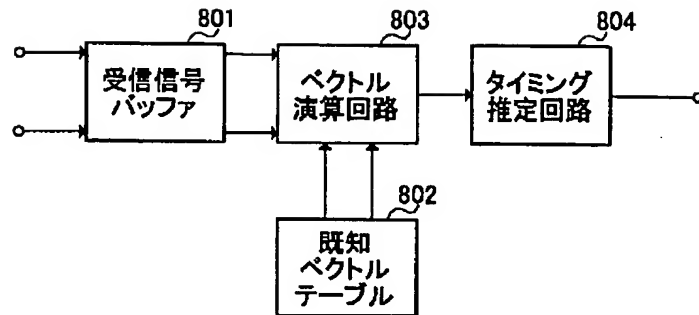 801
受信信号
バッファ
803
ベクトル
演算回路
804
タイミング
推定回路
802
既知
ベクトル
テーブル